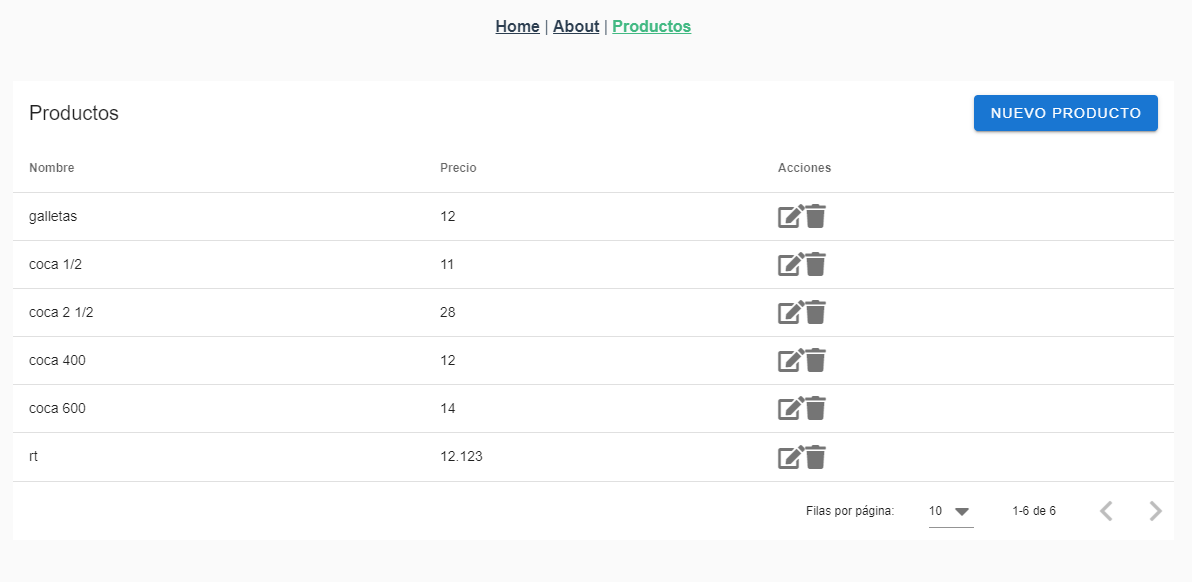 Home | About | Productos
Productos
NUEVO PRODUCTO
Nombre Precio Acciones
galletas 12
coca 1/2 11
coca 2 1/2 28
coca 400 12
coca 600 14
rt 12.123
Filas por página: 10 1-6 de 6